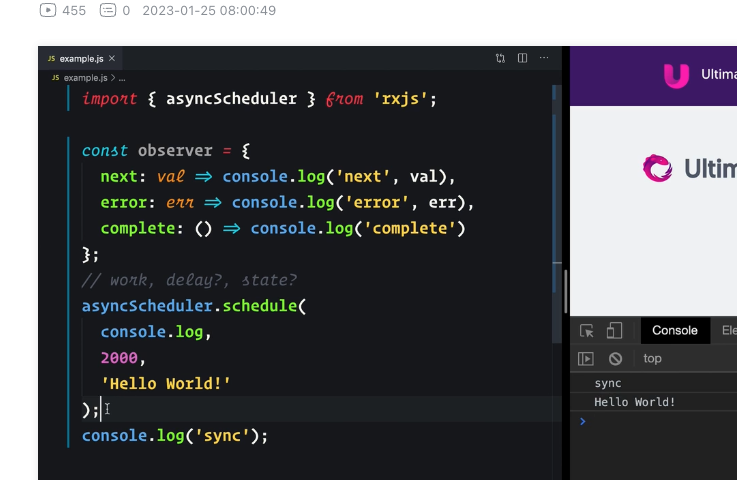 455 0 2023-01-25 08:00:49
JS example.js ×
JS example.js > ...
import { asyncScheduler } from 'rxjs';
const observer = {
next: val => console.log('next', val),
error: err => console.log('error', err),
complete: () => console.log('complete')
};
// work, delay?, state?
asyncScheduler.schedule(
console.log,
2000,
'Hello World!'
);
console.log('sync');
Ultima
Ultim
Console Ele
top
sync
Hello World!
>